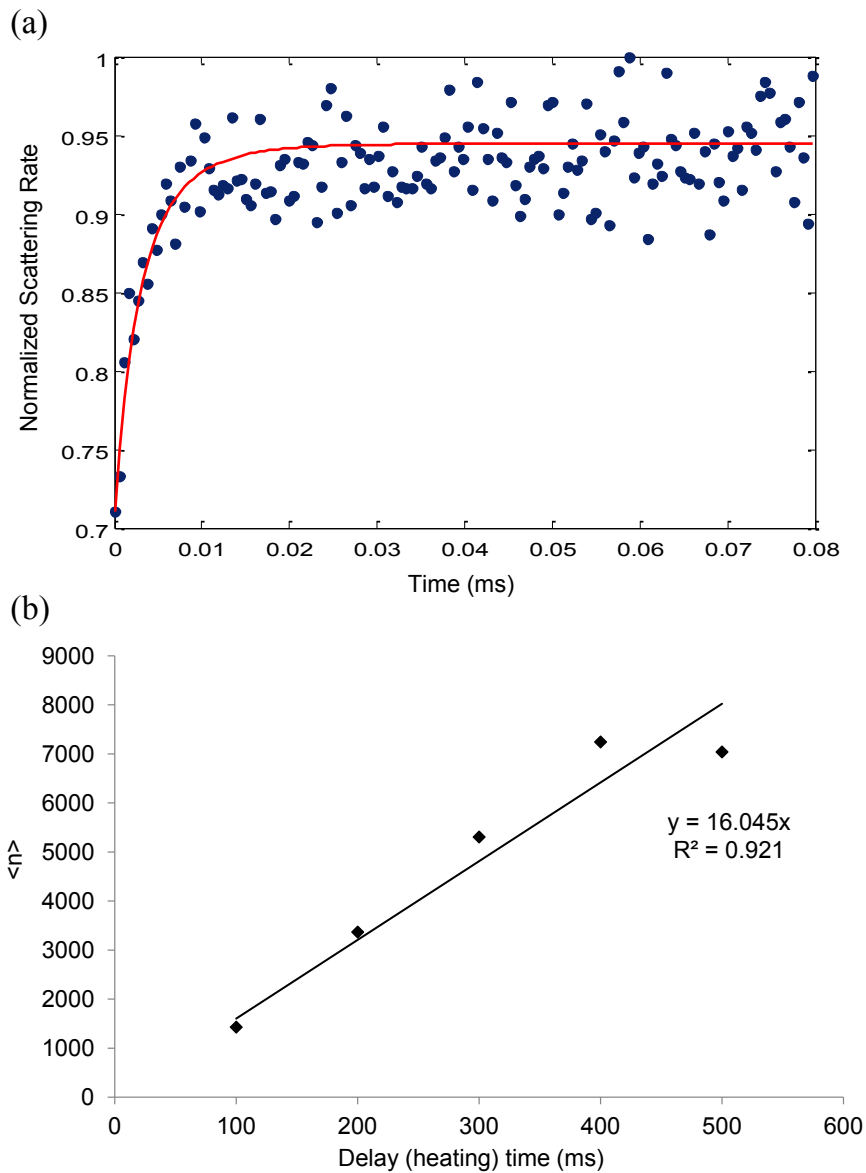 (a)
1
0.95
0.9
0.85
0.8
0.75
0.7
Normalized Scattering Rate
0 0.01 0.02 0.03 0.04 0.05 0.06 0.07 0.08
Time (ms)
(b)
9000
8000
7000
6000
5000
4000
3000
2000
1000
0
<n>
y = 16.045x
R² = 0.921
0 100 200 300 400 500 600
Delay (heating) time (ms)